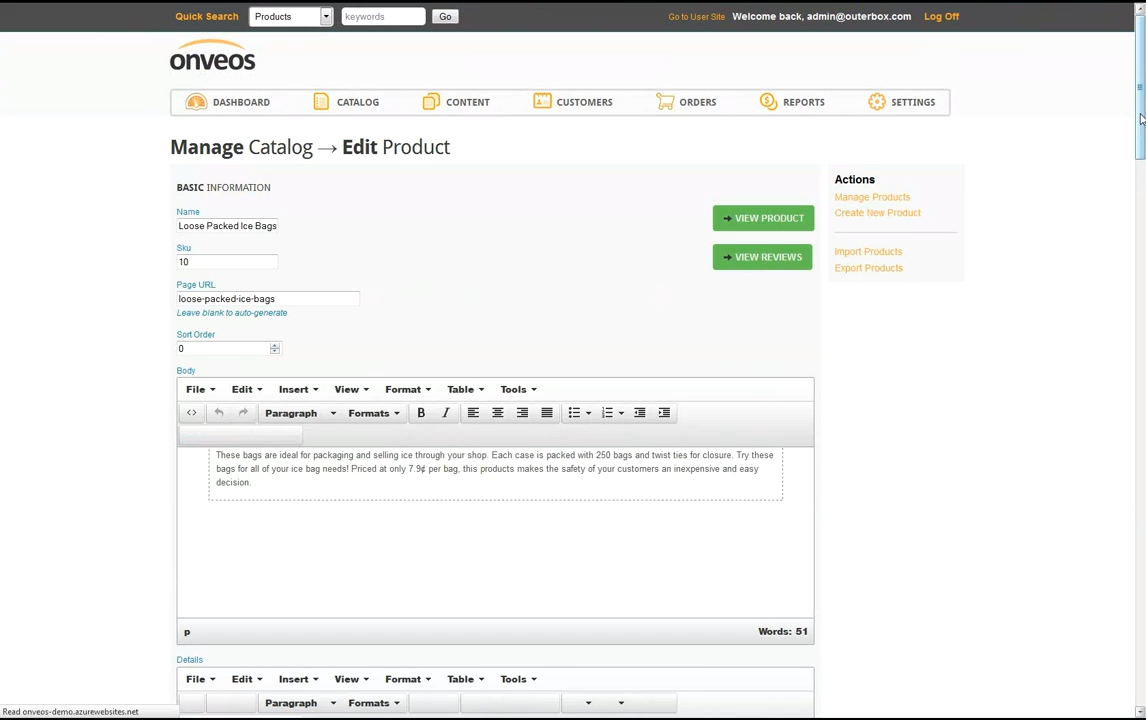 Quick Search Products keywords Go Go to User Site Welcome back, admin@outerbox.com Log Off
onveos
DASHBOARD CATALOG CONTENT CUSTOMERS ORDERS REPORTS SETTINGS
Manage Catalog → Edit Product
BASIC INFORMATION
Name
Loose Packed Ice Bags
Sku
10
Page URL
loose-packed-ice-bags
Leave blank to auto-generate
Sort Order
0
➔ VIEW PRODUCT
➔ VIEW REVIEWS
Actions
Manage Products
Create New Product
Import Products
Export Products
Body
File Edit Insert View Format Table Tools
<> Paragraph Formats B I
These bags are ideal for packaging and selling ice through your shop. Each case is packed with 250 bags and twist ties for closure. Try these
bags for all of your ice bag needs! Priced at only 7.9¢ per bag, this products makes the safety of your customers an inexpensive and easy
decision.
p Words: 51
Details
File Edit Insert View Format Table Tools
Paragraph Formats
Read onveos-demo.azurewebsites.net